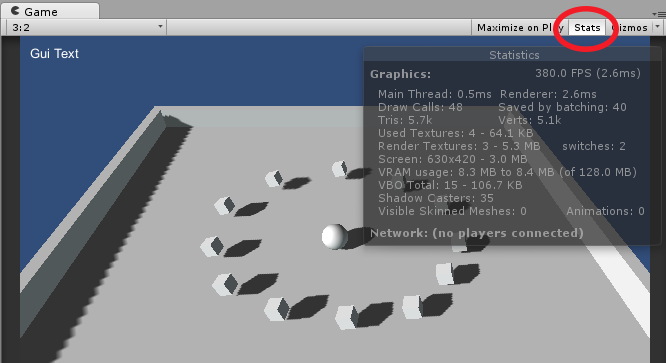 Game
3:2 Maximize on Play Stats Gizmos
Gui Text
Statistics
Graphics: 380.0 FPS (2.6ms)
Main Thread: 0.5ms Renderer: 2.6ms
Draw Calls: 48 Saved by batching: 40
Tris: 5.7k Verts: 5.1k
Used Textures: 4 - 64.1 KB
Render Textures: 3 - 5.3 MB switches: 2
Screen: 630x420 - 3.0 MB
VRAM usage: 8.3 MB to 8.4 MB (of 128.0 MB)
VBO Total: 15 - 106.7 KB
Shadow Casters: 35
Visible Skinned Meshes: 0 Animations: 0
Network: (no players connected)